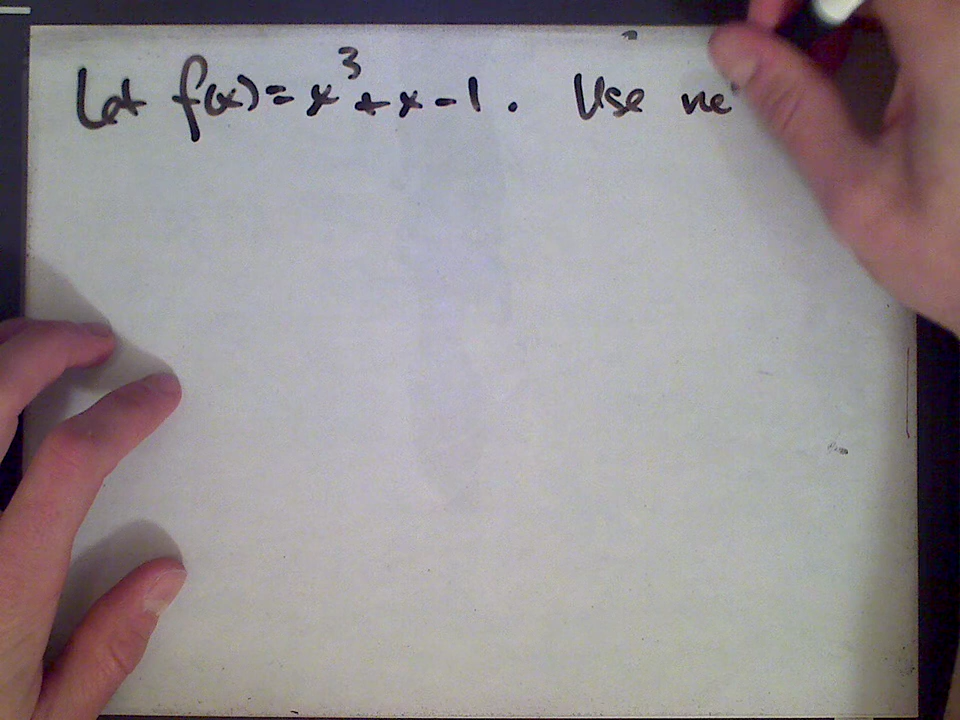 Let f(x) = x³ + x - 1. Use